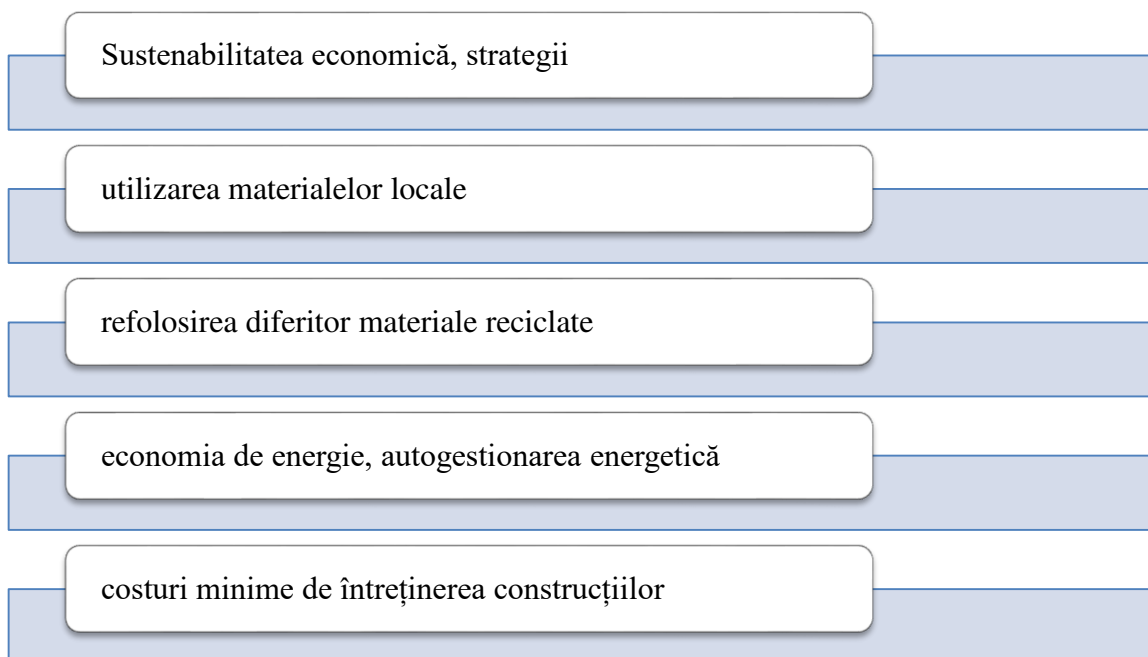 Sustenabilitatea economică, strategii
utilizarea materialelor locale
refolosirea diferitor materiale reciclate
economia de energie, autogestionarea energetică
costuri minime de întreținerea construcțiilor